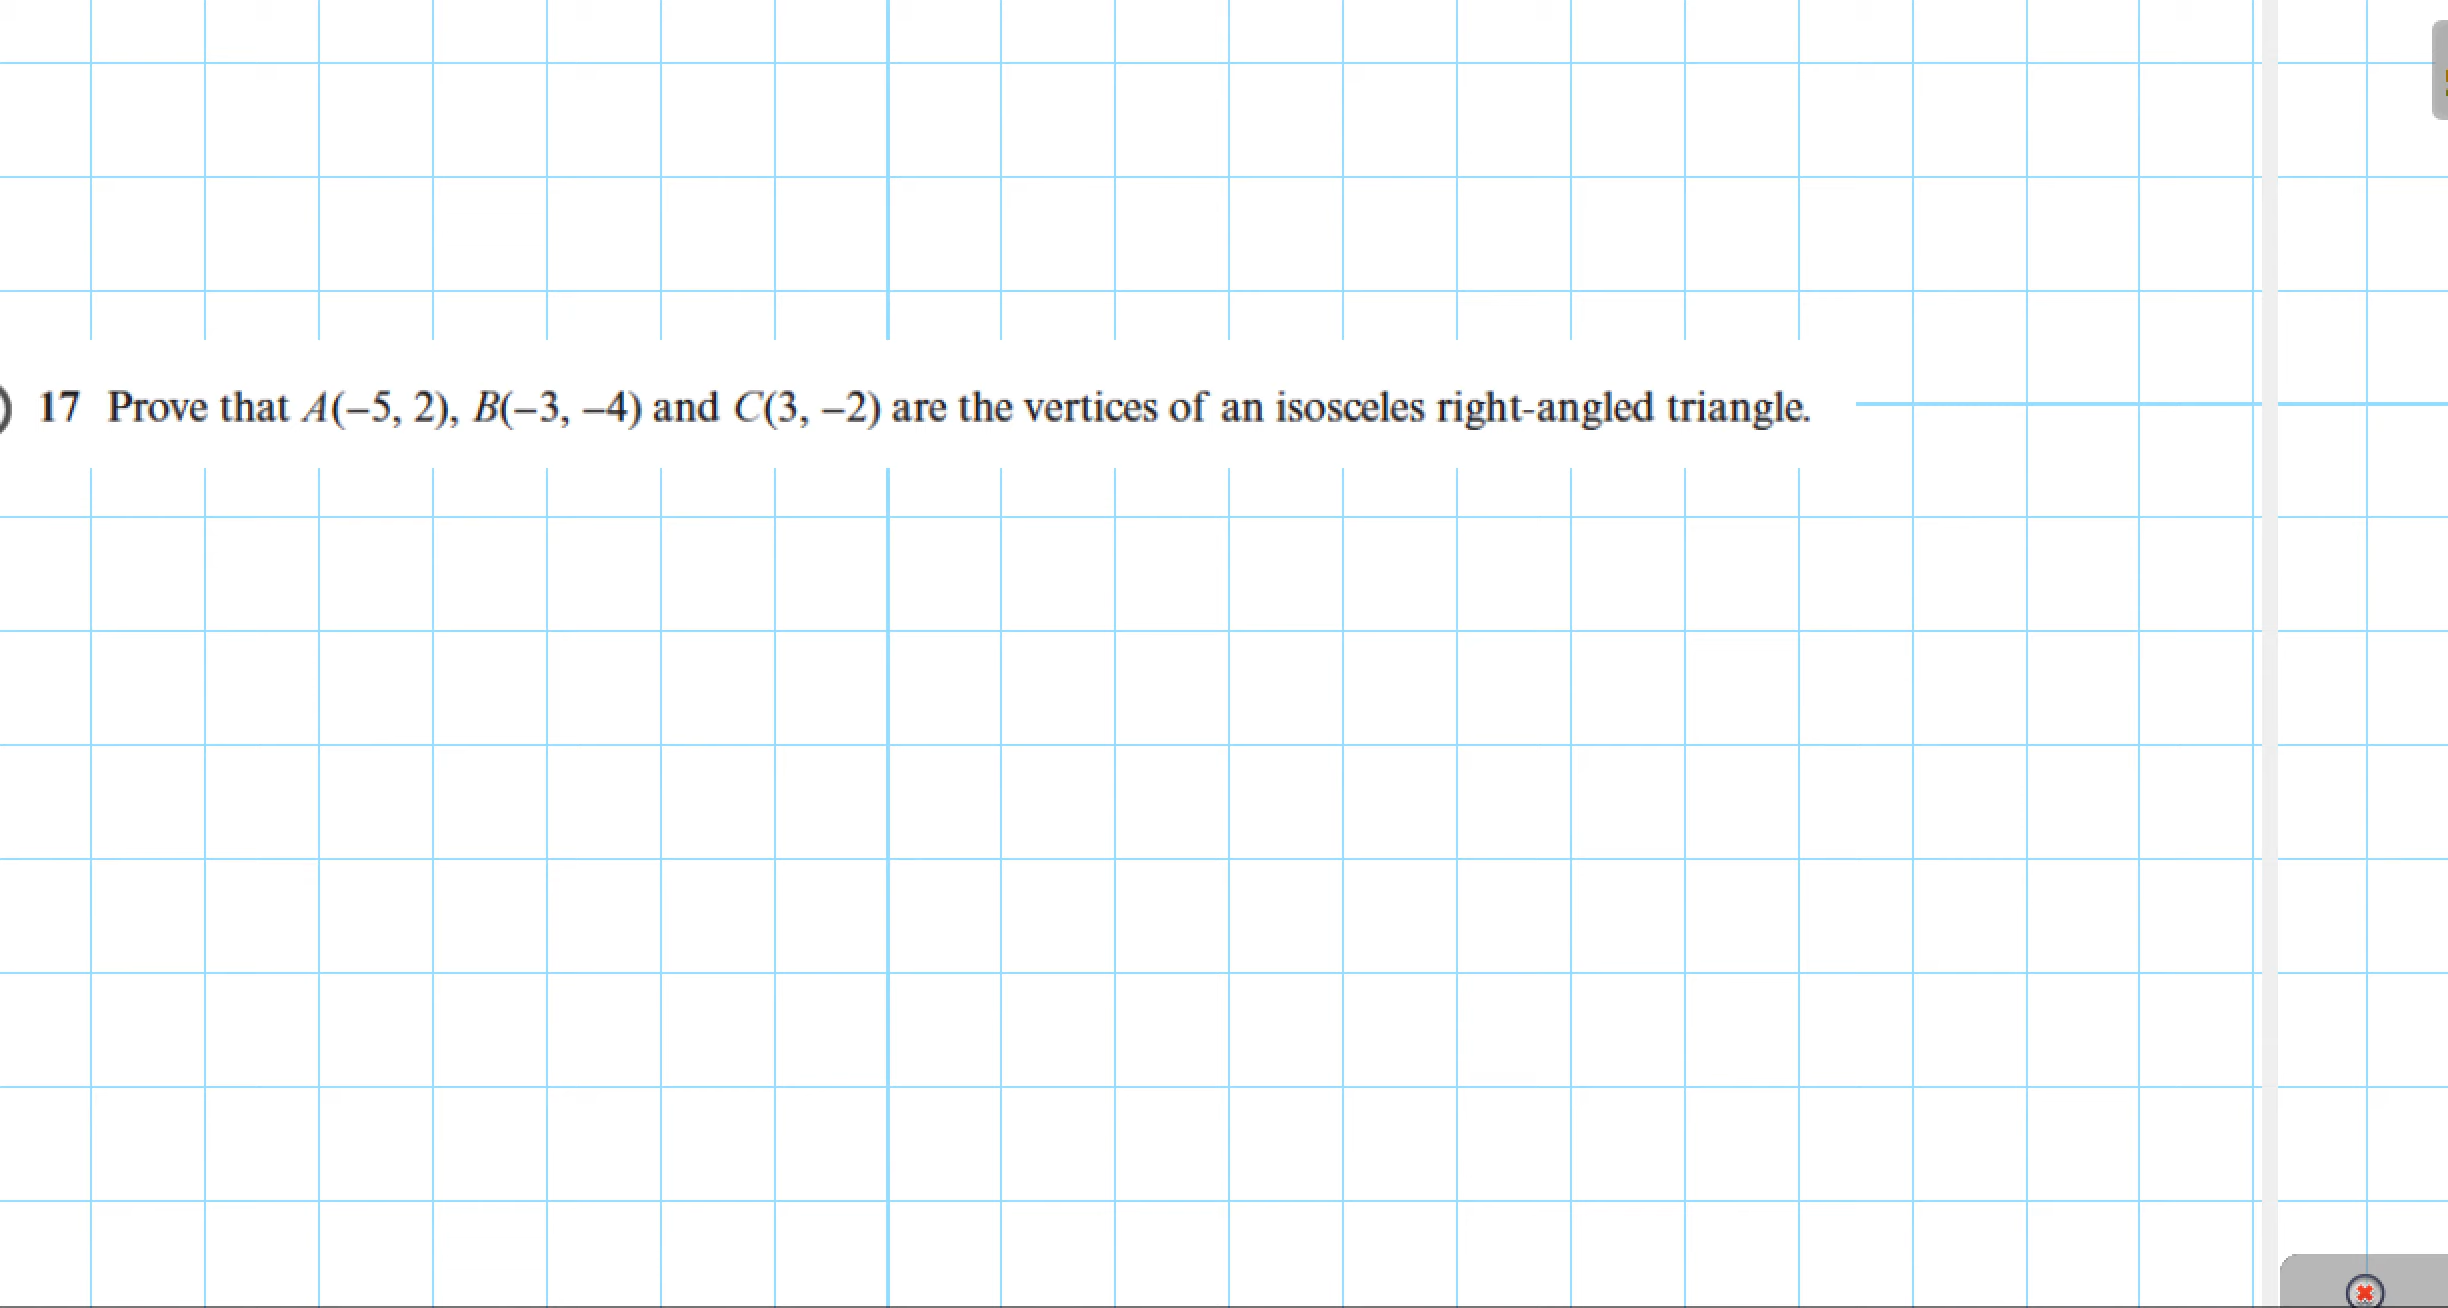 17 Prove that A(−5, 2), B(−3, −4) and C(3, −2) are the vertices of an isosceles right-angled triangle.